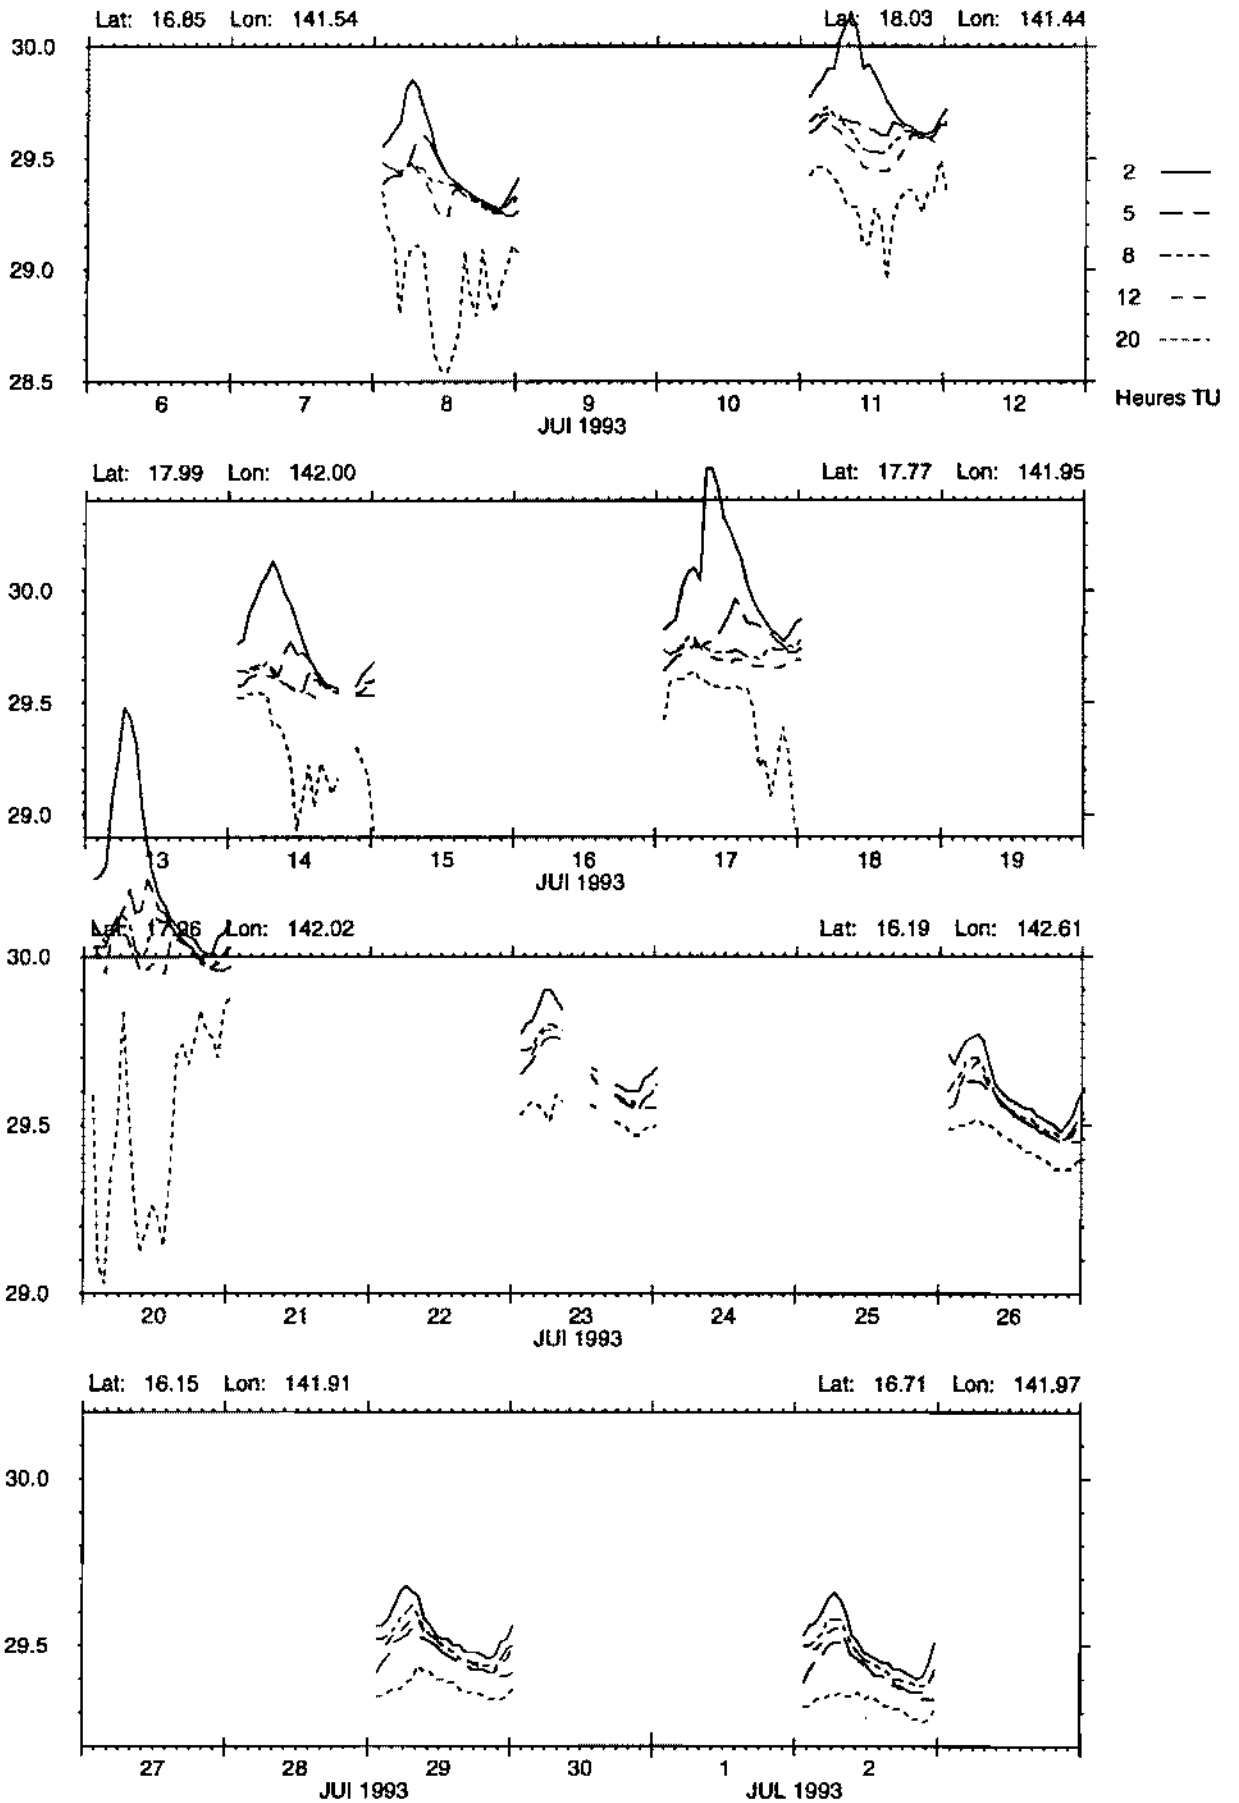 Lat: 16.85 Lon: 141.54 Lat: 18.03 Lon: 141.44
30.0
29.5
29.0
28.5
2
5
8
12
20
Heures TU
6 7 8 9 10 11 12
JUI 1993
Lat: 17.99 Lon: 142.00 Lat: 17.77 Lon: 141.95
30.0
29.5
29.0
13 14 15 16 17 18 19
JUI 1993
Lat: 17.96 Lon: 142.02 Lat: 16.19 Lon: 142.61
30.0
29.5
29.0
20 21 22 23 24 25 26
JUI 1993
Lat: 16.15 Lon: 141.91 Lat: 16.71 Lon: 141.97
30.0
29.5
27 28 29 30 1 2
JUI 1993 JUL 1993